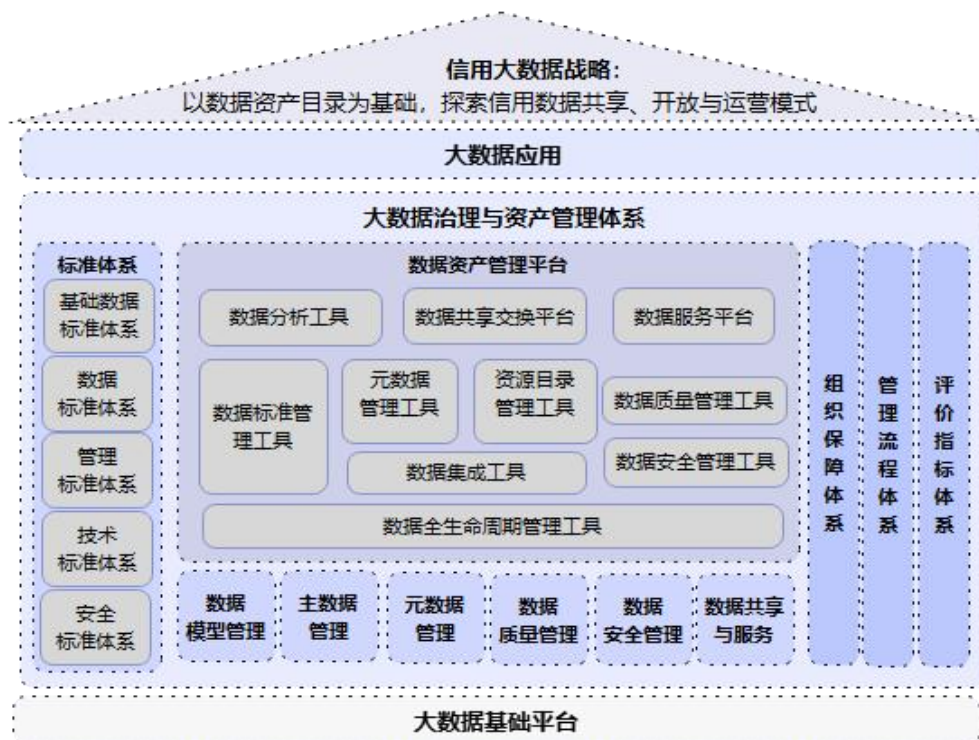 信用大数据战略：
以数据资产目录为基础，探索信用数据共享、开放与运营模式
大数据应用
大数据治理与资产管理体系
标准体系
基础数据
标准体系
数据
标准体系
管理
标准体系
技术
标准体系
安全
标准体系
数据资产管理平台
数据分析工具
数据共享交换平台
数据服务平台
数据标准管
理工具
元数据
管理工具
资源目录
管理工具
数据质量管理工具
数据集成工具
数据安全管理工具
数据全生命周期管理工具
数据
模型管理
主数据
管理
元数据
管理
数据
质量管理
数据
安全管理
数据共享
与服务
组织保障体系
管理流程体系
评价指标体系
大数据基础平台